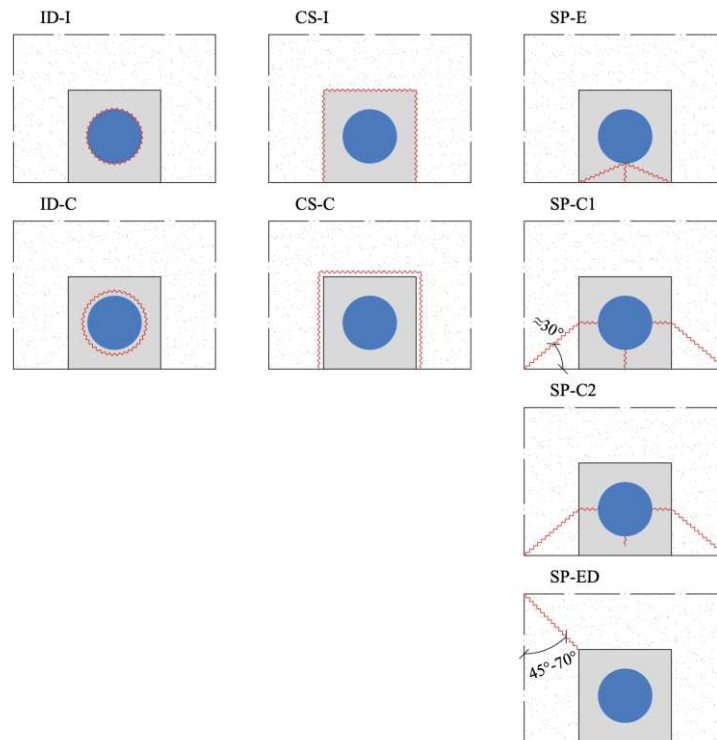 ID-I
CS-I
SP-E
ID-C
CS-C
SP-C1
≈30°
SP-C2
SP-ED
45°-70°